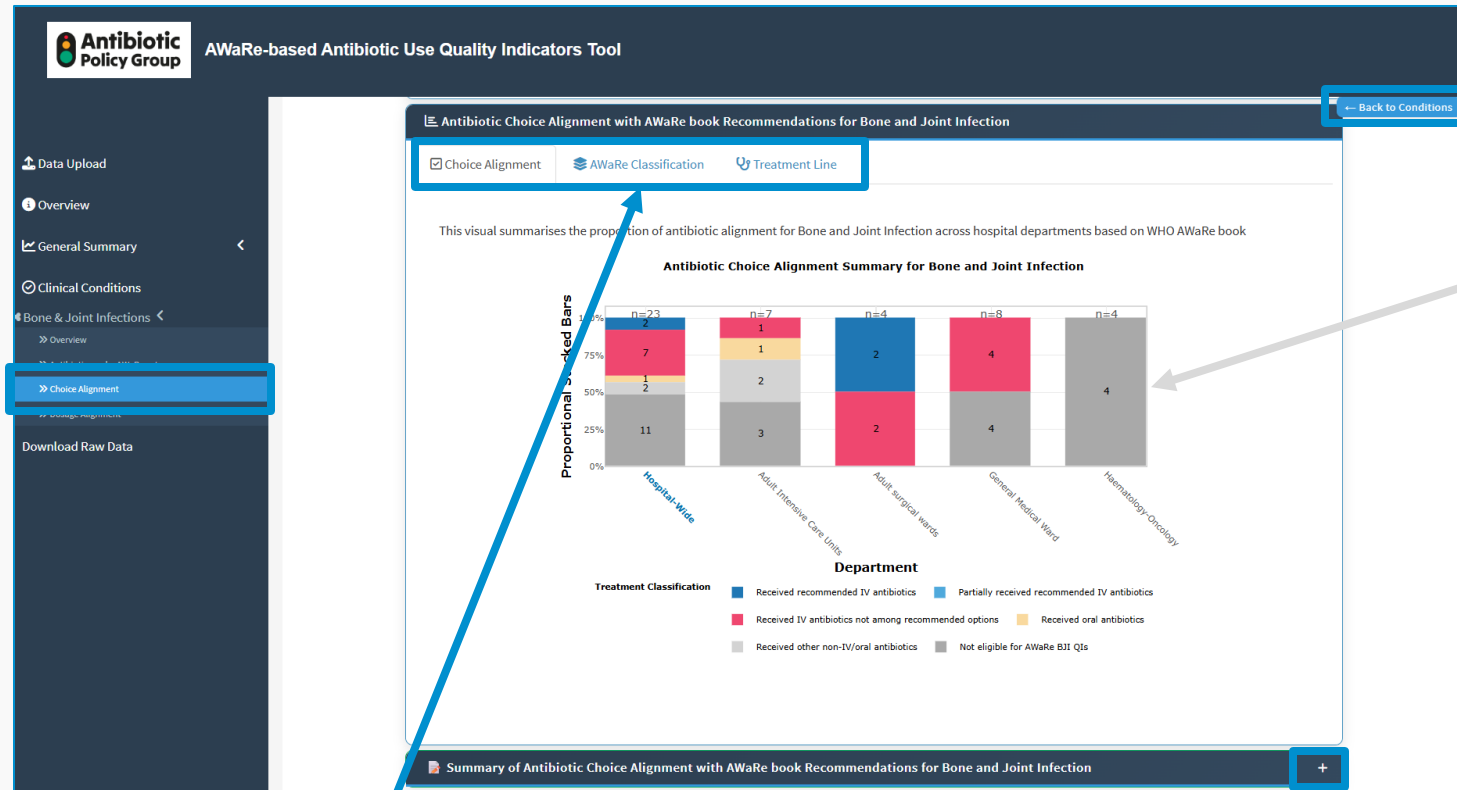 Antibiotic
Policy Group
AWaRe-based Antibiotic Use Quality Indicators Tool
← Back to Conditions
Data Upload
Overview
General Summary
Clinical Conditions
Bone & Joint Infections
Overview
Choice Alignment
Dosage Alignment
Download Raw Data
Antibiotic Choice Alignment with AWaRe book Recommendations for Bone and Joint Infection
Choice Alignment AWaRe Classification Treatment Line
This visual summarises the proportion of antibiotic alignment for Bone and Joint Infection across hospital departments based on WHO AWaRe book
Antibiotic Choice Alignment Summary for Bone and Joint Infection
Proportional Stacked Bars
n=23 n=7 n=4 n=8 n=4
100%
75%
50%
25%
0%
2 7 1 2 11
1 1 2 3
2 2
4 4
4
Hospital-Wide
Adult Intensive Care Units
Adult surgical wards
General Medical Ward
Haematology-Oncology
Department
Treatment Classification
Received recommended IV antibiotics Partially received recommended IV antibiotics
Received IV antibiotics not among recommended options Received oral antibiotics
Received other non-IV/oral antibiotics Not eligible for AWaRe BJI QIs
Summary of Antibiotic Choice Alignment with AWaRe book Recommendations for Bone and Joint Infection +